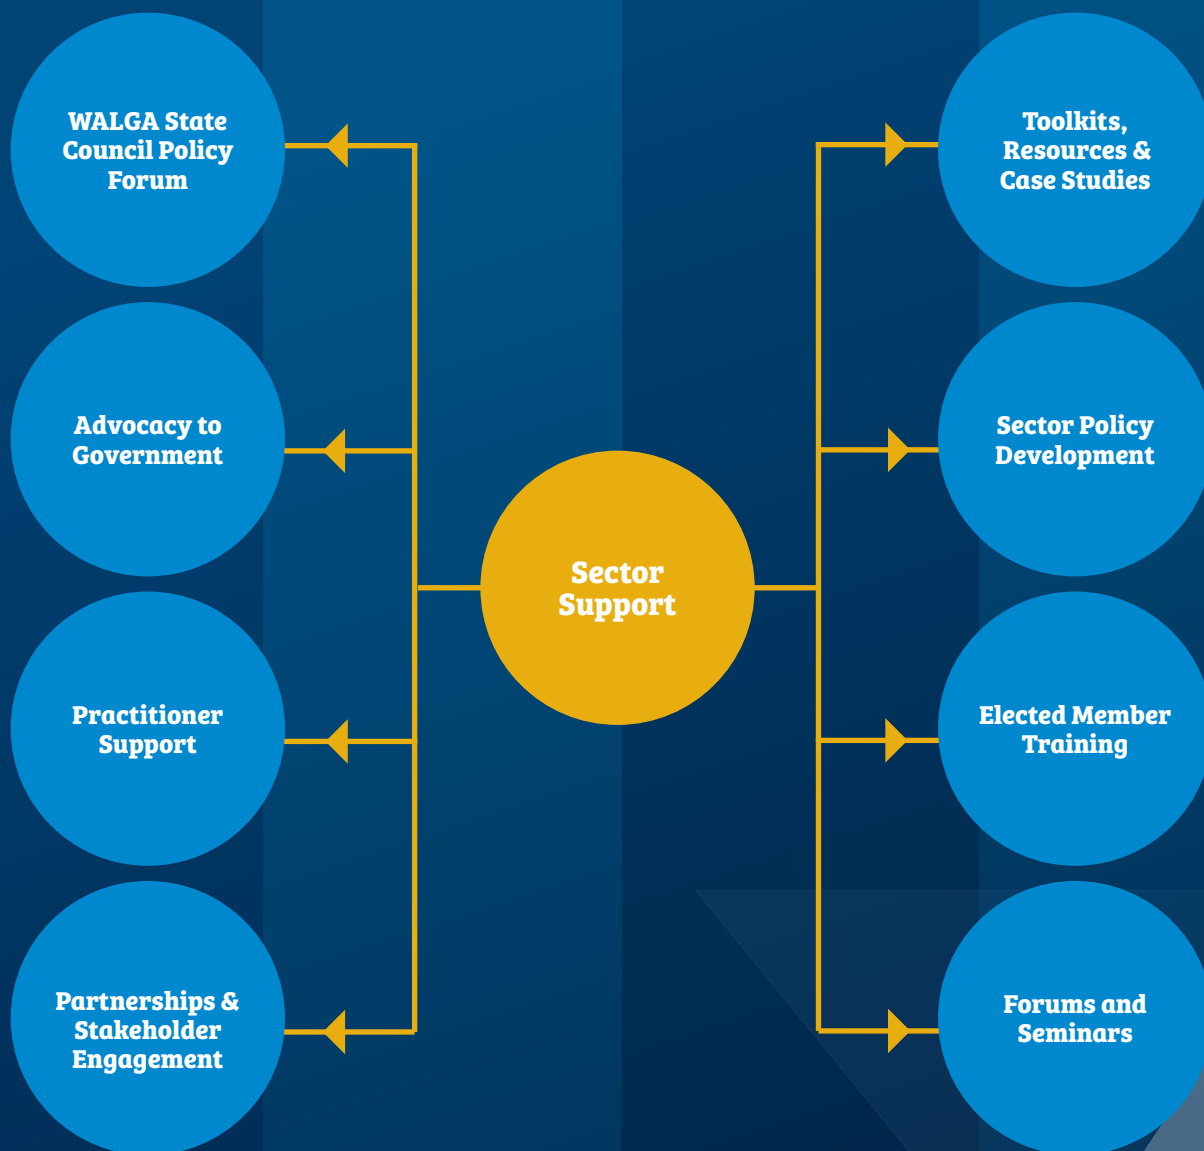 WALGA State
Council Policy
Forum
Advocacy to
Government
Practitioner
Support
Partnerships &
Stakeholder
Engagement
Sector
Support
Toolkits,
Resources &
Case Studies
Sector Policy
Development
Elected Member
Training
Forums and
Seminars